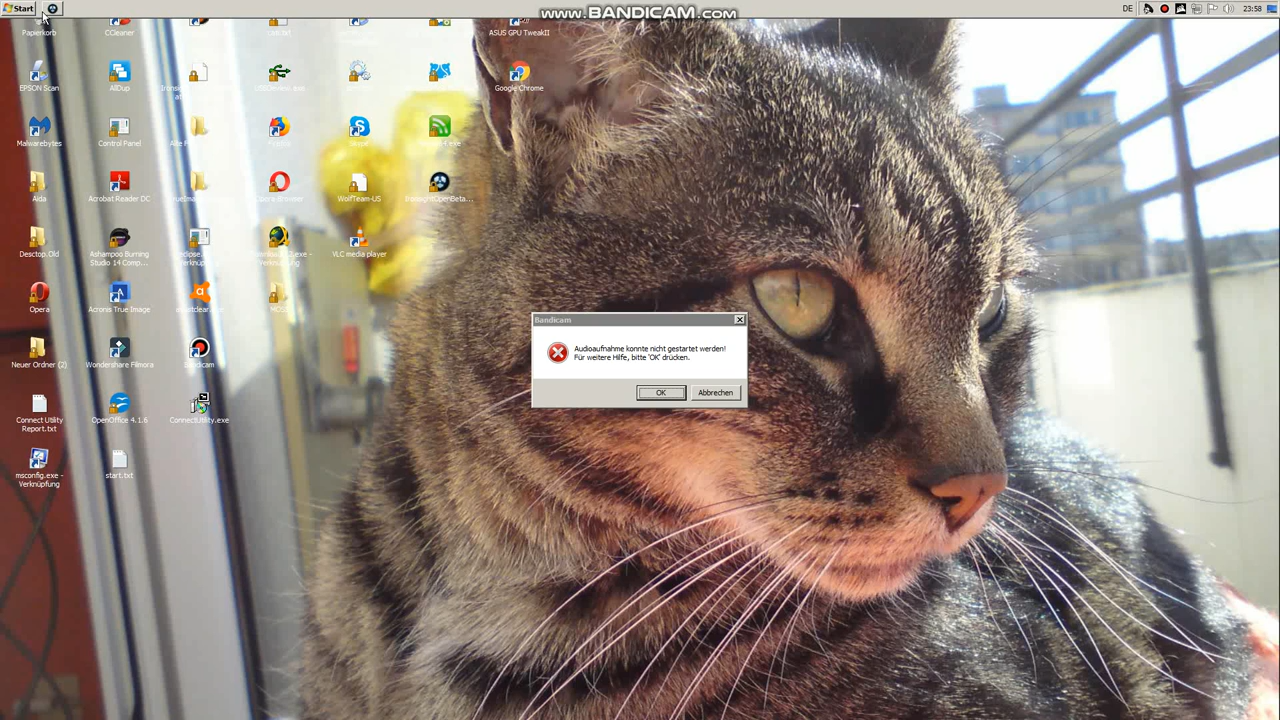 Start
www.BANDICAM.com
DE
23:58
Papierkorb
CCleaner
ASUS GPU TweakII
EPSON Scan
AllDup
Google Chrome
Malwarebytes
Control Panel
Skype
Aida
Acrobat Reader DC
WolfTeam-US
Desctop.Old
Ashampoo Burning
Studio 14 Comp...
VLC media player
Opera
Acronis True Image
Neuer Ordner (2)
Wondershare Filmora
Bandicam
Connect Utility
Report.txt
OpenOffice 4.1.6
ConnectUtility.exe
msconfig.exe -
Verknüpfung
start.txt
Bandicam
Audioaufnahme konnte nicht gestartet werden!
Für weitere Hilfe, bitte 'OK' drücken.
OK
Abbrechen